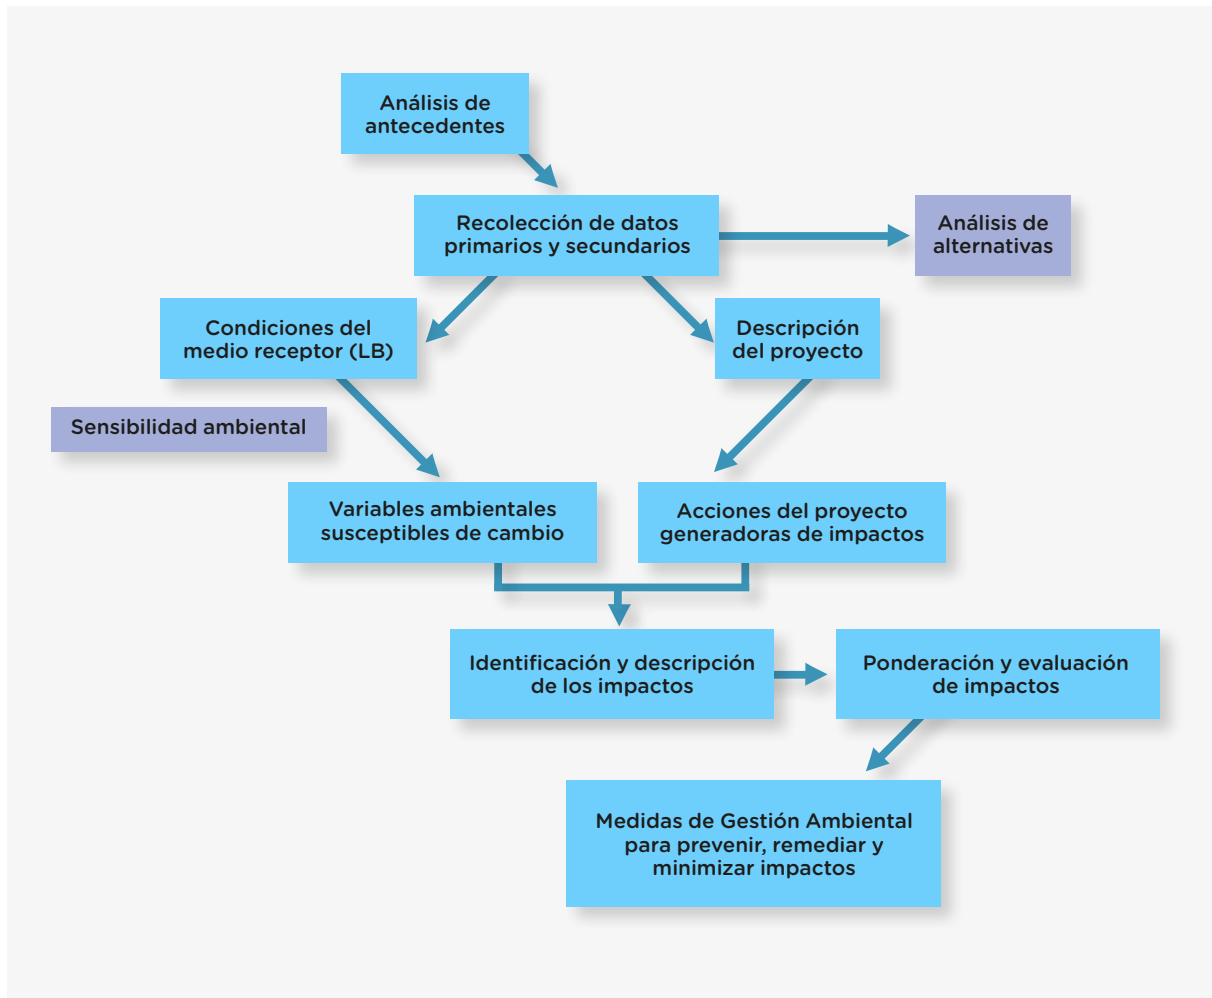 Análisis de
antecedentes
Recolección de datos
primarios y secundarios
Análisis de
alternativas
Condiciones del
medio receptor (LB)
Descripción
del proyecto
Sensibilidad ambiental
Variables ambientales
susceptibles de cambio
Acciones del proyecto
generadoras de impactos
Identificación y descripción
de los impactos
Ponderación y evaluación
de impactos
Medidas de Gestión Ambiental
para prevenir, remediar y
minimizar impactos